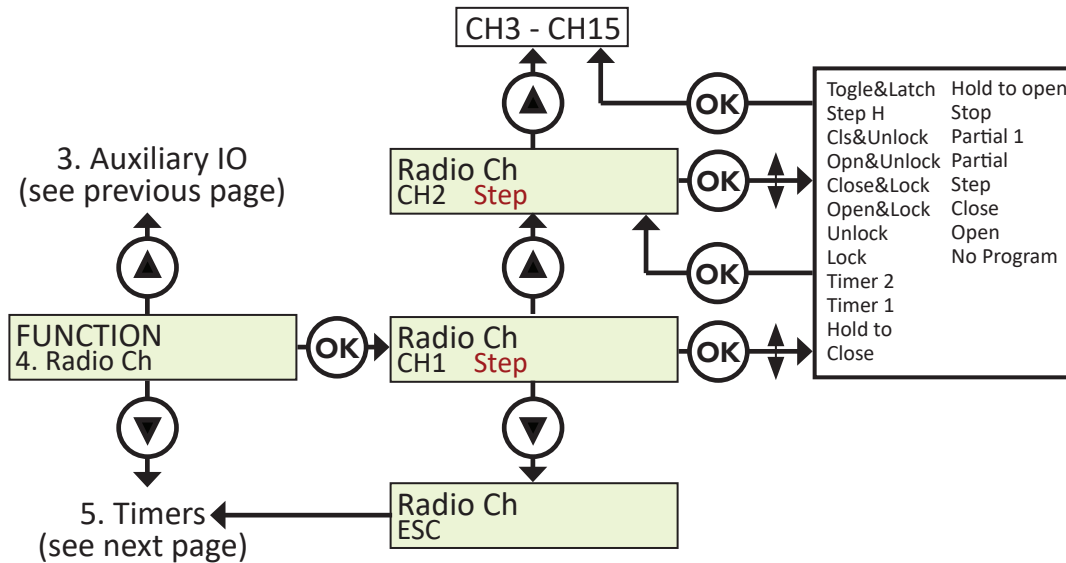 CH3 - CH15
OK
Togle&Latch
Step H
Cls&Unlock
Opn&Unlock
Close&Lock
Open&Lock
Unlock
Lock
Timer 2
Timer 1
Hold to
Close
Hold to open
Stop
Partial 1
Partial
Step
Close
Open
No Program
3. Auxiliary IO
(see previous page)
Radio Ch
CH2 Step
OK
OK
FUNCTION
4. Radio Ch
OK
Radio Ch
CH1 Step
OK
5. Timers
(see next page)
Radio Ch
ESC